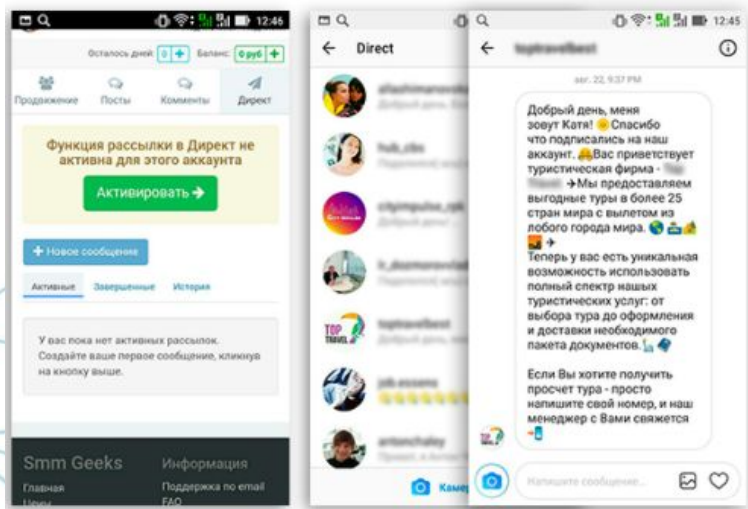 12:46
Осталось дней: 0 + Баланс: 0 руб +
Продвижение Посты Комменты Директ
Функция рассылки в Директ не
активна для этого аккаунта
Активировать →
+ Новое сообщение
Активные Завершенные История
У вас пока нет активных рассылок.
Создайте ваше первое сообщение, кликнув
на кнопку выше.
Smm Geeks Информация
Главная Поддержка по email
Цены FAQ
← Direct
CITY IMPULSE
TOP
TRAVEL
Камер
12:45
←
авг. 22, 9:37 PM
Добрый день, меня
зовут Катя! 🌞Спасибо
что подписались на наш
аккаунт. 🤗Вас приветствует
туристическая фирма -
✈Мы предоставляем
выгодные туры в более 25
стран мира с вылетом из
лобого города мира.
Теперь у вас есть уникальная
возможность использовать
полный спектр нашых
туристических услуг: от
выбора тура до оформления
и доставки необходимого
пакета документов.
Если Вы хотите получить
просчет тура - просто
напишите свой номер, и наш
менеджер с Вами свяжется
Напишите сообщение...